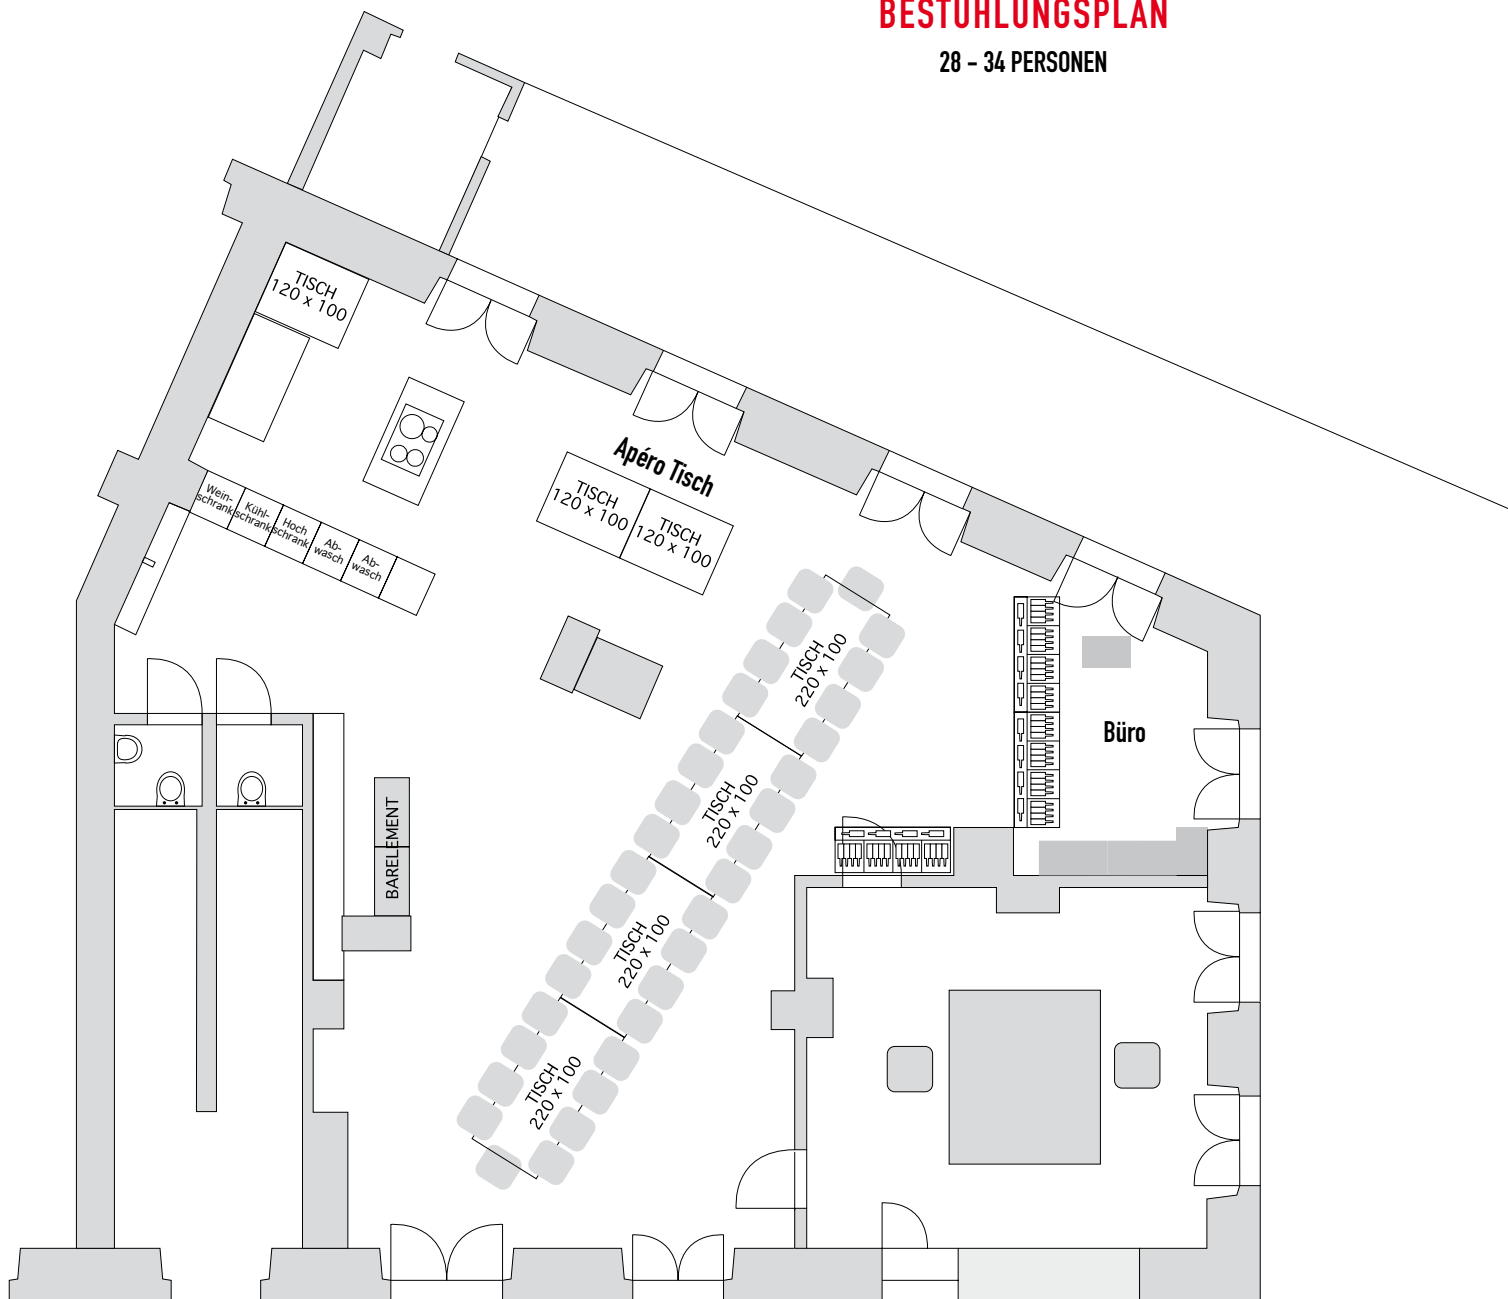 BESTUHLUNGSPLAN
28 – 34 PERSONEN
TISCH
120 x 100
Apéro Tisch
TISCH
120 x 100
TISCH
120 x 100
Wein-
schrank
Kühl-
schrank
Hoch
schrank
Ab-
wasch
Ab-
wasch
TISCH
220 x 100
Büro
TISCH
220 x 100
BARELEMENT
TISCH
220 x 100
TISCH
220 x 100